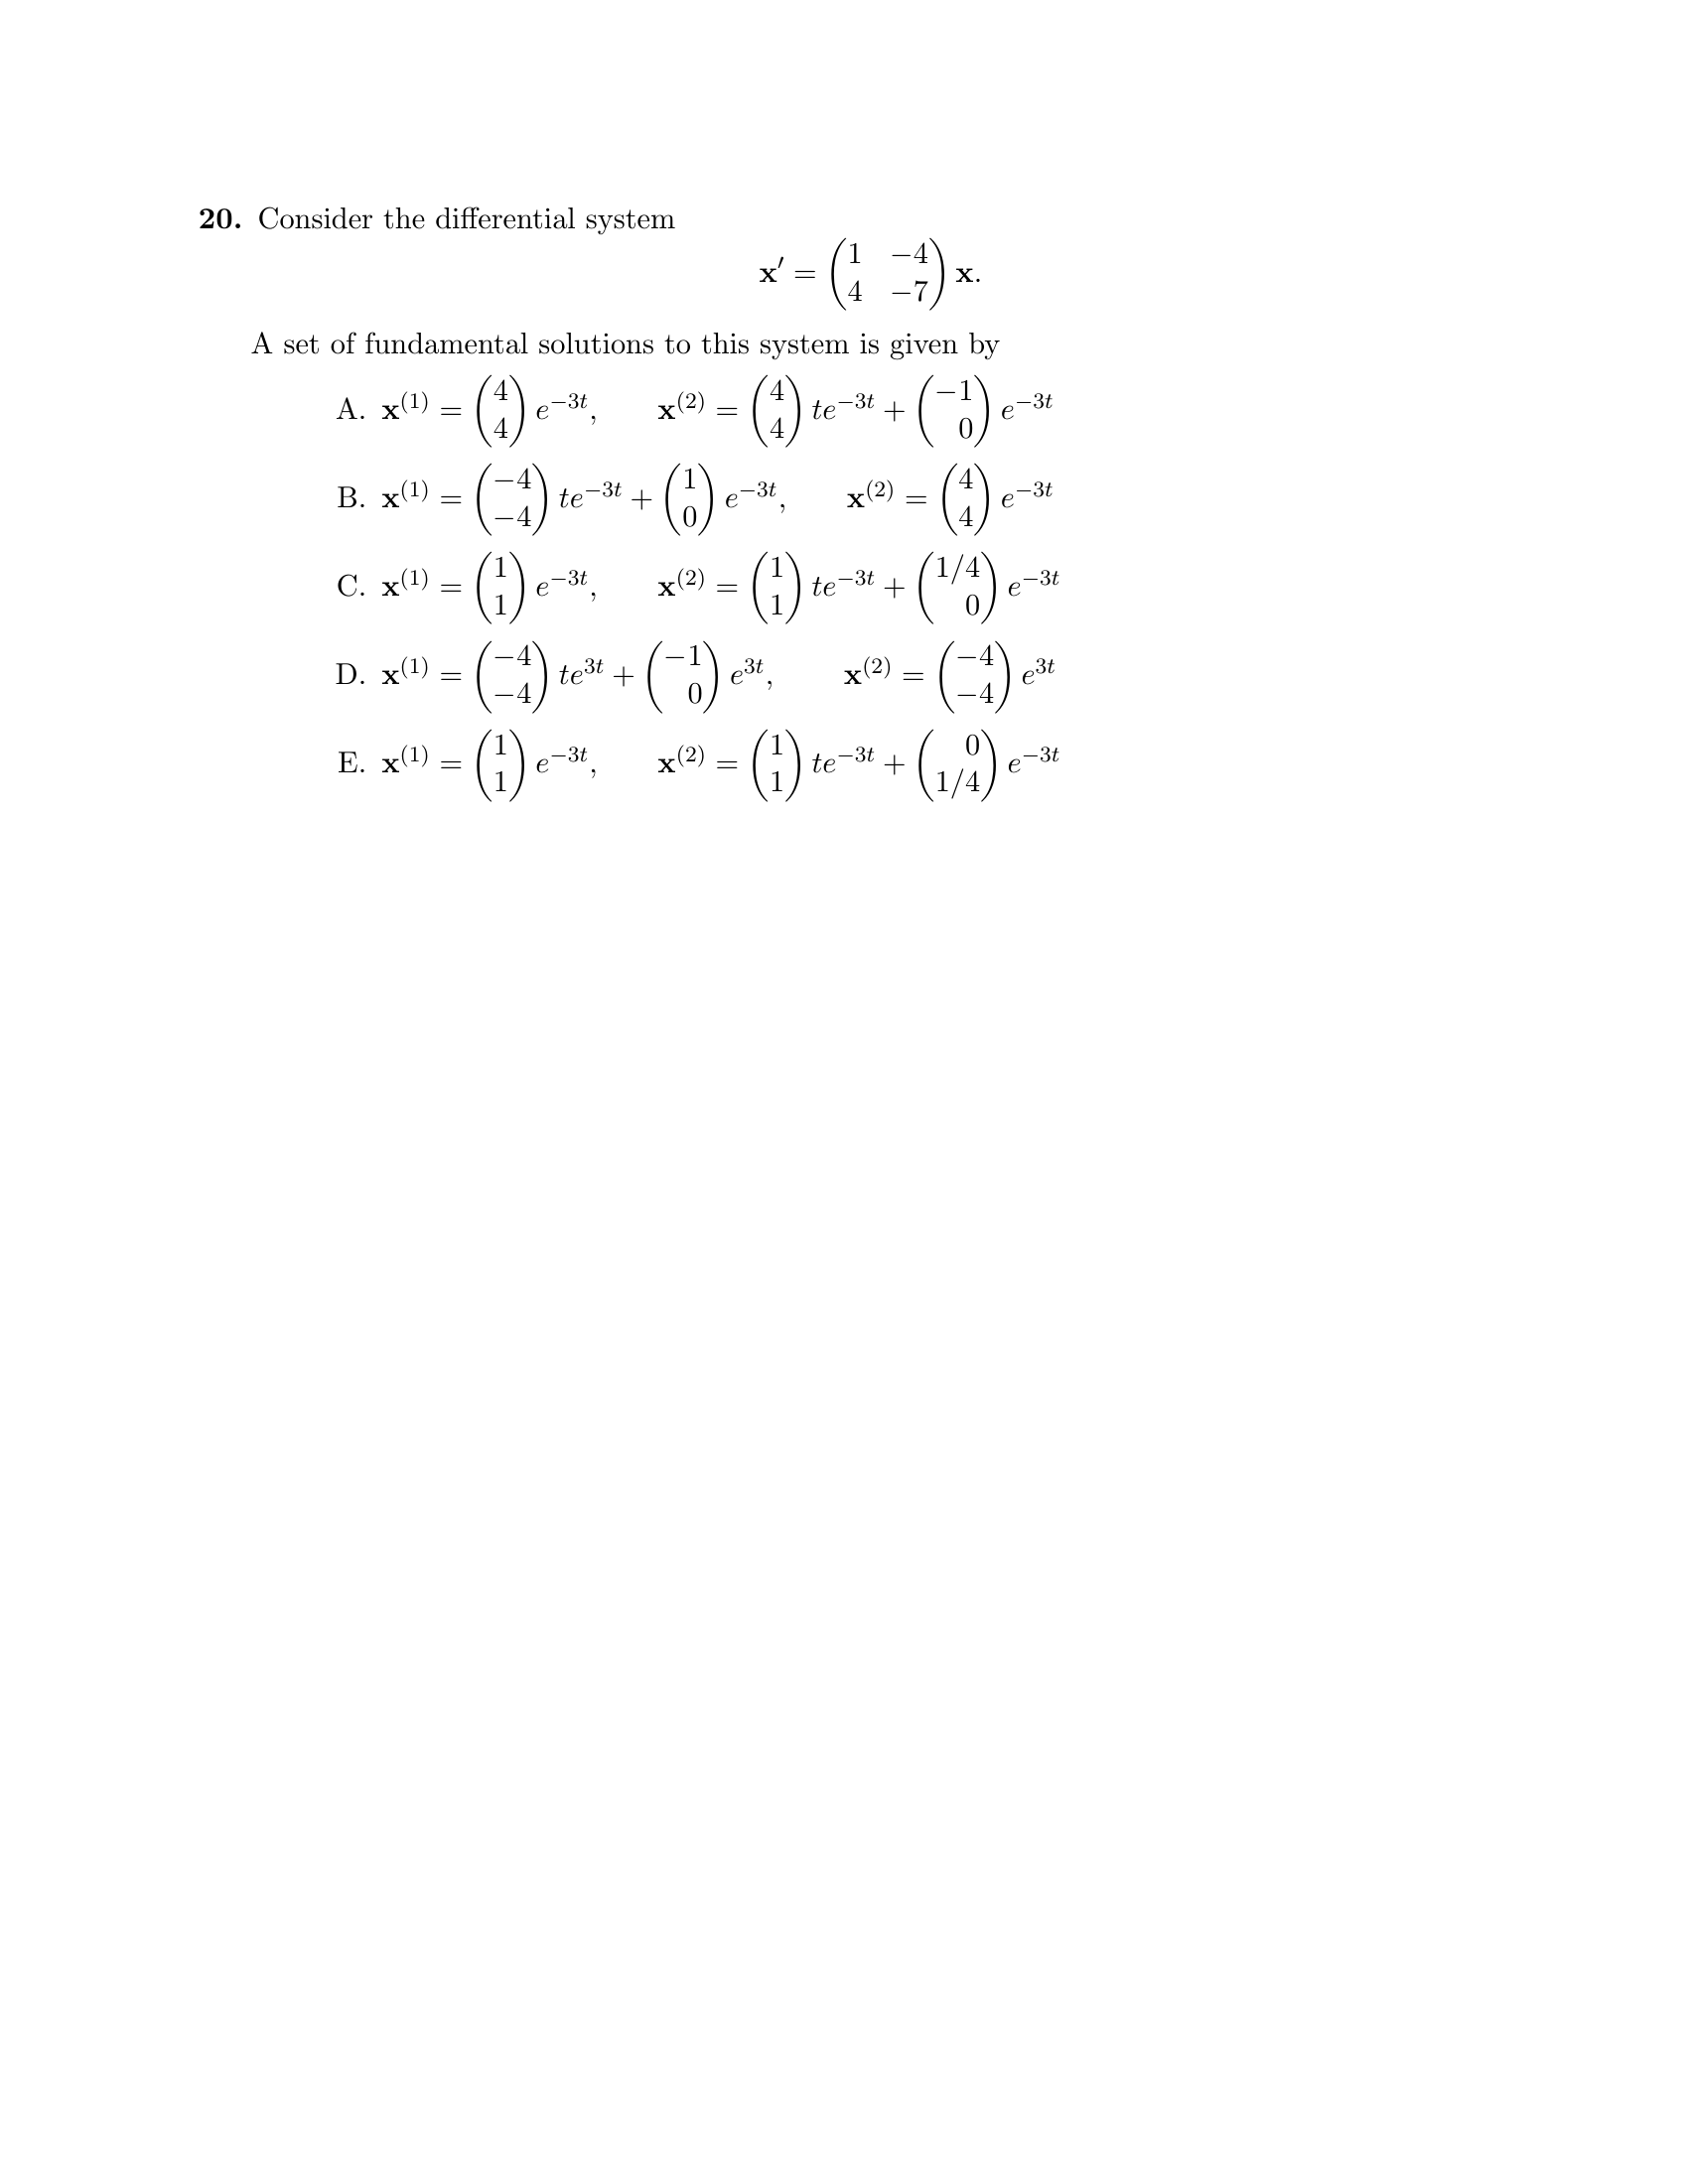 20. Consider the differential system
$$\mathbf{x}' = \begin{pmatrix} 1 & -4 \\ 4 & -7 \end{pmatrix} \mathbf{x}.$$
A set of fundamental solutions to this system is given by
A. $\mathbf{x}^{(1)} = \begin{pmatrix} 4 \\ 4 \end{pmatrix} e^{-3t}, \quad \mathbf{x}^{(2)} = \begin{pmatrix} 4 \\ 4 \end{pmatrix} te^{-3t} + \begin{pmatrix} -1 \\ 0 \end{pmatrix} e^{-3t}$
B. $\mathbf{x}^{(1)} = \begin{pmatrix} -4 \\ -4 \end{pmatrix} te^{-3t} + \begin{pmatrix} 1 \\ 0 \end{pmatrix} e^{-3t}, \quad \mathbf{x}^{(2)} = \begin{pmatrix} 4 \\ 4 \end{pmatrix} e^{-3t}$
C. $\mathbf{x}^{(1)} = \begin{pmatrix} 1 \\ 1 \end{pmatrix} e^{-3t}, \quad \mathbf{x}^{(2)} = \begin{pmatrix} 1 \\ 1 \end{pmatrix} te^{-3t} + \begin{pmatrix} 1/4 \\ 0 \end{pmatrix} e^{-3t}$
D. $\mathbf{x}^{(1)} = \begin{pmatrix} -4 \\ -4 \end{pmatrix} te^{3t} + \begin{pmatrix} -1 \\ 0 \end{pmatrix} e^{3t}, \quad \mathbf{x}^{(2)} = \begin{pmatrix} -4 \\ -4 \end{pmatrix} e^{3t}$
E. $\mathbf{x}^{(1)} = \begin{pmatrix} 1 \\ 1 \end{pmatrix} e^{-3t}, \quad \mathbf{x}^{(2)} = \begin{pmatrix} 1 \\ 1 \end{pmatrix} te^{-3t} + \begin{pmatrix} 0 \\ 1/4 \end{pmatrix} e^{-3t}$